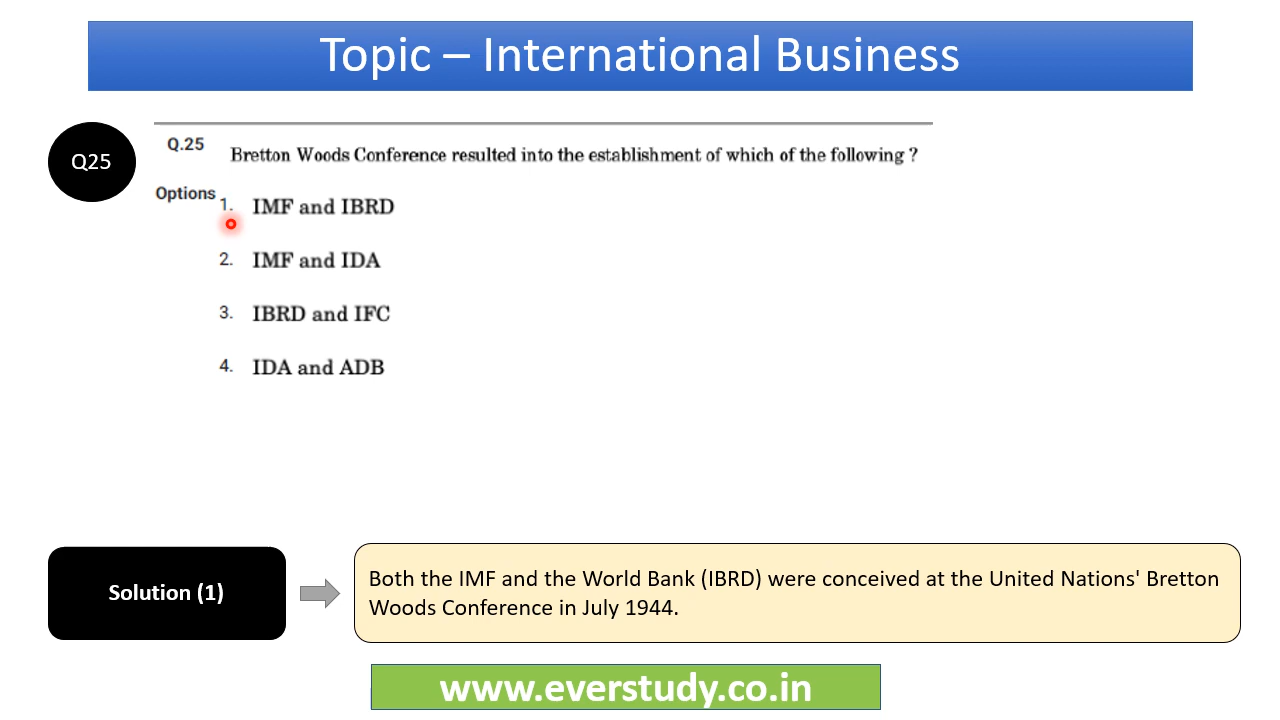 Topic – International Business
Q25
Q.25 Bretton Woods Conference resulted into the establishment of which of the following ?
Options 1. IMF and IBRD
2. IMF and IDA
3. IBRD and IFC
4. IDA and ADB
Solution (1)
Both the IMF and the World Bank (IBRD) were conceived at the United Nations' Bretton
Woods Conference in July 1944.
www.everstudy.co.in